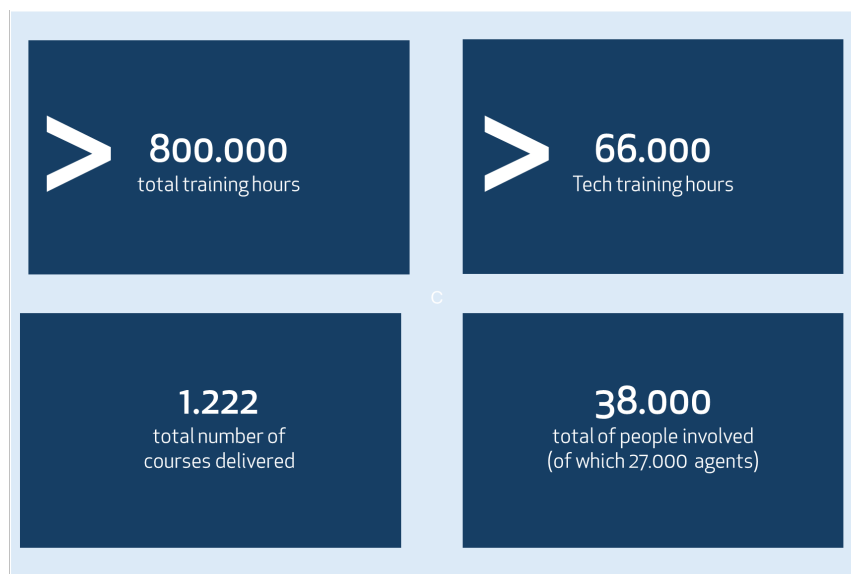 > 800.000
total training hours
> 66.000
Tech training hours
C
1.222
total number of
courses delivered
38.000
total of people involved
(of which 27.000 agents)